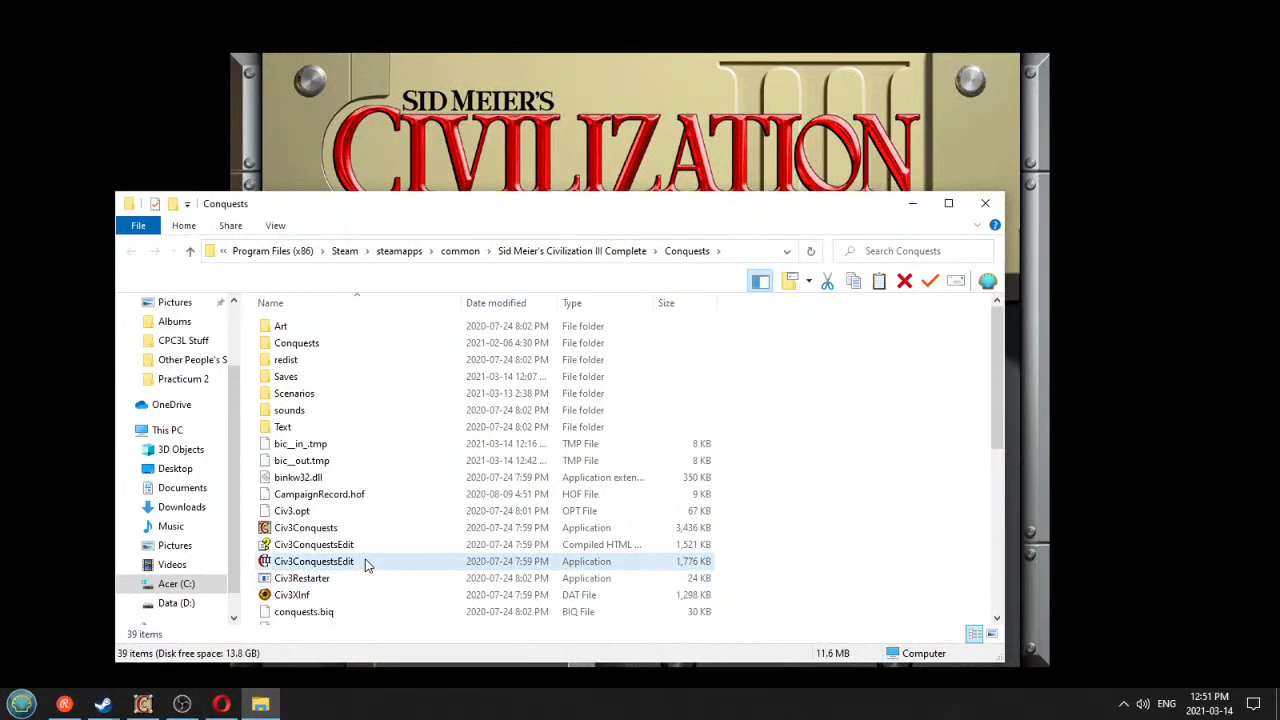 SID MEIER'S
CIVILIZATION
Conquests
File Home Share View
« Program Files (x86) › Steam › steamapps › common › Sid Meier's Civilization III Complete › Conquests ›
Search Conquests
Name Date modified Type Size
Pictures
Albums
CPC3L Stuff
Other People's S
Practicum 2
OneDrive
This PC
3D Objects
Desktop
Documents
Downloads
Music
Pictures
Videos
Acer (C:)
Data (D:)
Art 2020-07-24 8:02 PM File folder
Conquests 2021-02-06 4:30 PM File folder
redist 2020-07-24 8:02 PM File folder
Saves 2021-03-14 12:07 ... File folder
Scenarios 2021-03-13 2:38 PM File folder
sounds 2020-07-24 8:02 PM File folder
Text 2020-07-24 8:02 PM File folder
bic__in_.tmp 2021-03-14 12:16 ... TMP File 8 KB
bic__out.tmp 2021-03-14 12:42 ... TMP File 8 KB
binkw32.dll 2020-07-24 7:59 PM Application exten... 350 KB
CampaignRecord.hof 2020-08-09 4:51 PM HOF File 9 KB
Civ3.opt 2020-07-24 8:01 PM OPT File 67 KB
Civ3Conquests 2020-07-24 7:59 PM Application 3,436 KB
Civ3ConquestsEdit 2020-07-24 7:59 PM Compiled HTML ... 1,521 KB
Civ3ConquestsEdit 2020-07-24 7:59 PM Application 1,776 KB
Civ3Restarter 2020-07-24 8:02 PM Application 24 KB
Civ3XInf 2020-07-24 7:59 PM DAT File 1,298 KB
conquests.biq 2020-07-24 8:02 PM BIQ File 30 KB
39 items
39 items (Disk free space: 13.8 GB) 11.6 MB Computer
ENG
12:51 PM
2021-03-14